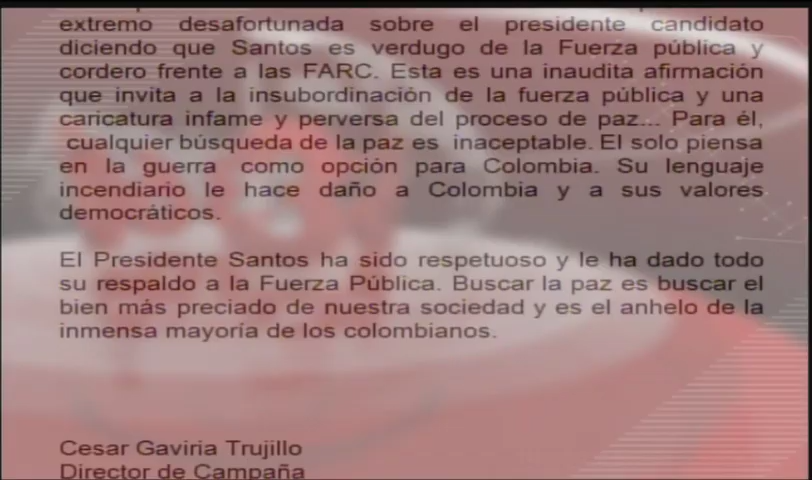 extremo desafortunada sobre el presidente candidato
diciendo que Santos es verdugo de la Fuerza pública y
cordero frente a las FARC. Esta es una inaudita afirmación
que invita a la insubordinación de la fuerza pública y una
caricatura infame y perversa del proceso de paz... Para él,
cualquier búsqueda de la paz es inaceptable. El solo piensa
en la guerra como opción para Colombia. Su lenguaje
incendiario le hace daño a Colombia y a sus valores
democráticos.
El Presidente Santos ha sido respetuoso y le ha dado todo
su respaldo a la Fuerza Pública. Buscar la paz es buscar el
bien más preciado de nuestra sociedad y es el anhelo de la
inmensa mayoría de los colombianos.
Cesar Gaviria Trujillo
Director de Campaña